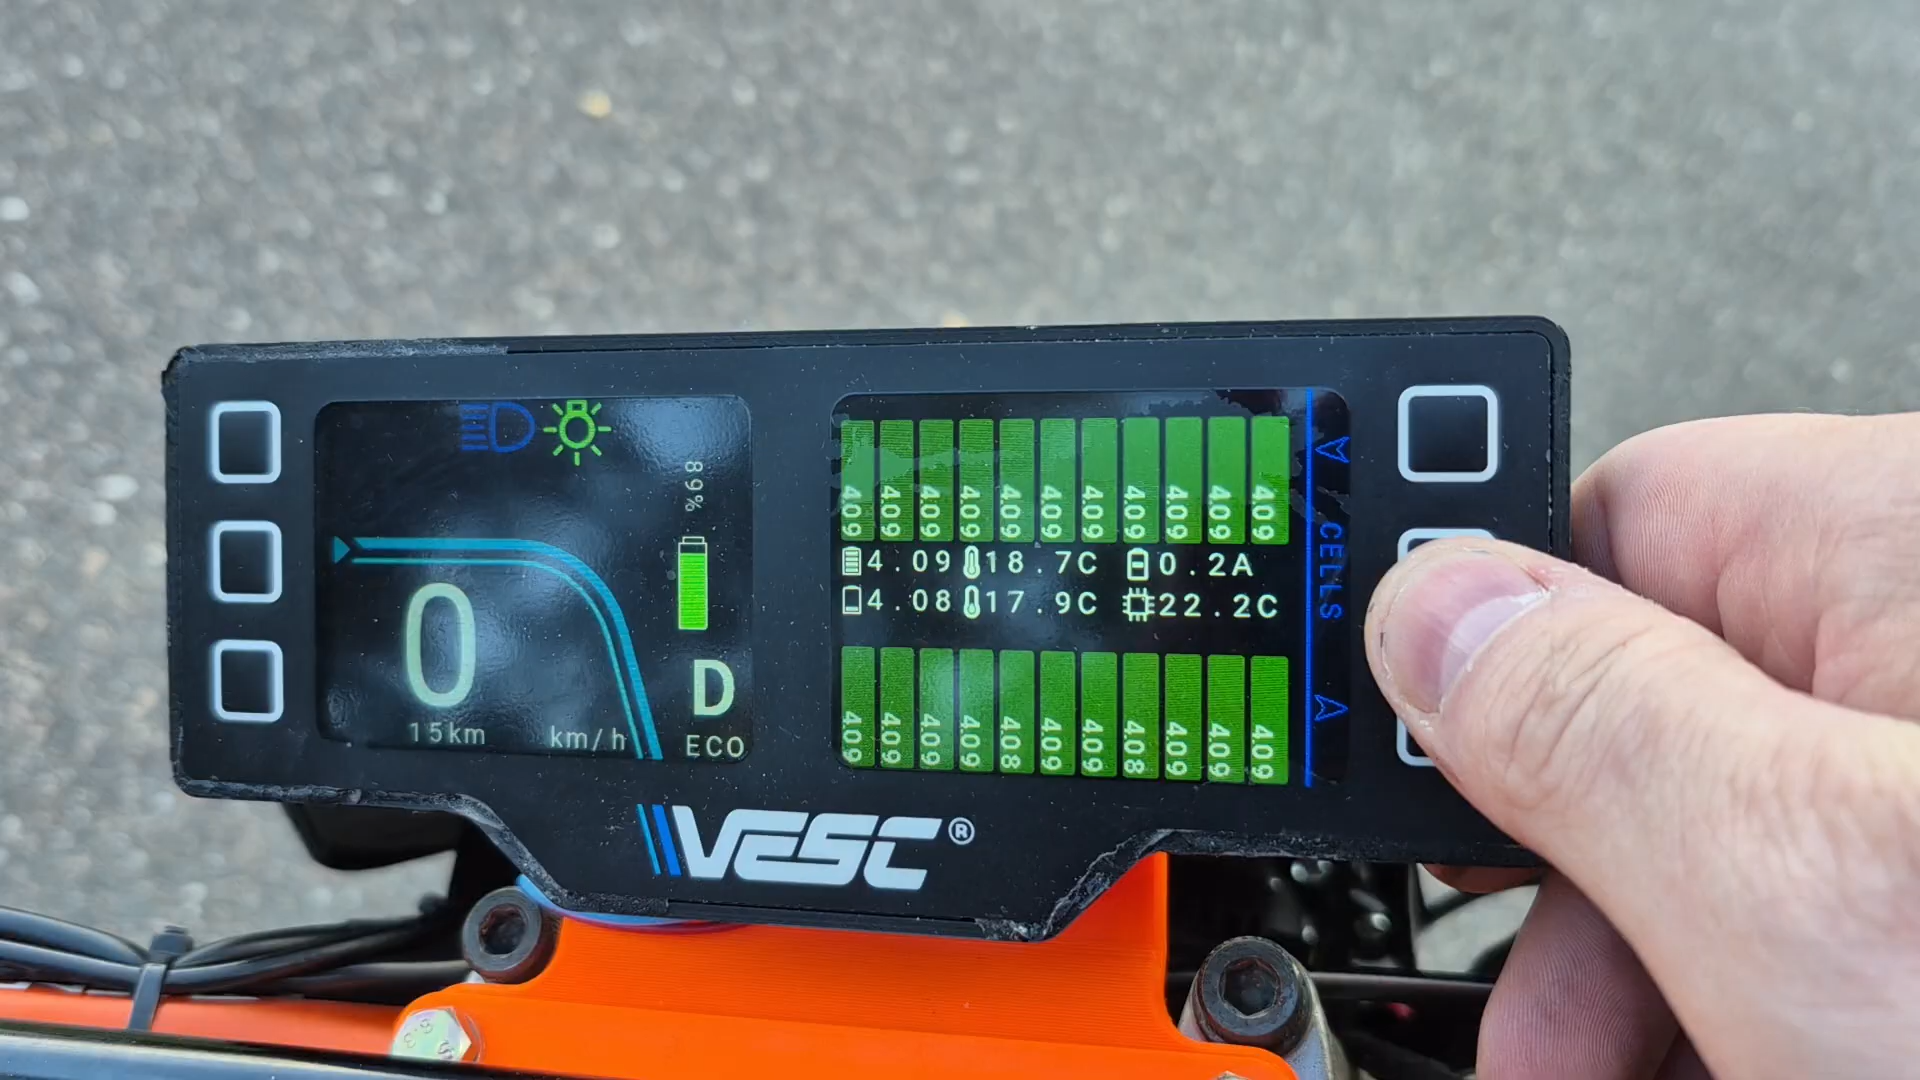 89%
0
15km
km/h
D
ECO
409 409 409 409 409 409 409 409 409 409 409
4.09 18.7C 0.2A
4.08 17.9C 22.2C
409 409 409 409 408 409 409 408 409 409 409
CELLS
VESC®